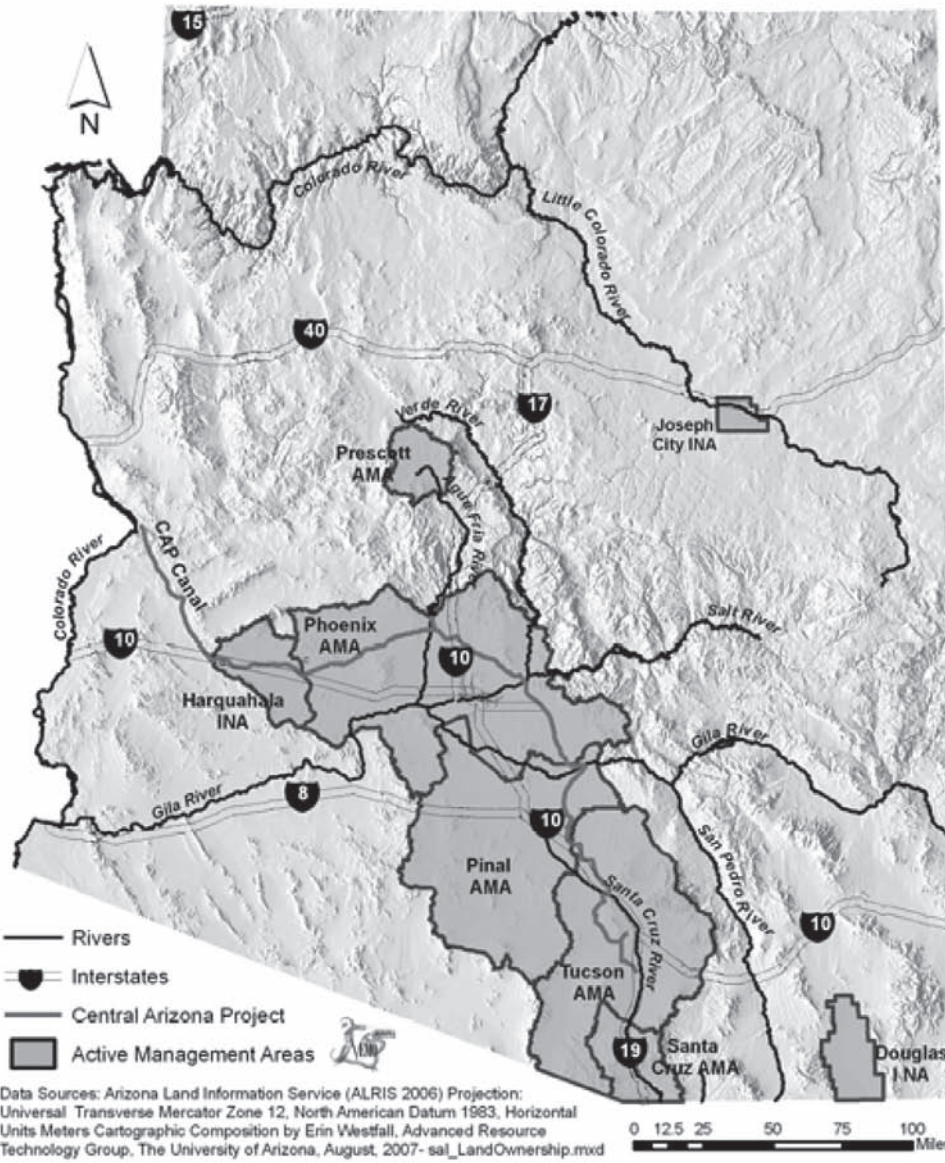 15
N
Colorado River
Little Colorado River
40
17
Verde River
Joseph
City INA
Prescott
AMA
Ague Fria River
CAP Canal
Colorado River
Salt River
10
Phoenix
AMA
10
Harquahala
INA
Gila River
8
Gila River
10
San Pedro River
Pinal
AMA
Santa Cruz River
10
Tucson
AMA
19
Santa
Cruz AMA
Douglas
INA
Rivers
Interstates
Central Arizona Project
Active Management Areas
Data Sources: Arizona Land Information Service (ALRIS 2006) Projection:
Universal Transverse Mercator Zone 12, North American Datum 1983, Horizontal
Units Meters Cartographic Composition by Erin Westfall, Advanced Resource
Technology Group, The University of Arizona, August, 2007- sal_LandOwnership.mxd
0 12.5 25 50 75 100
Miles